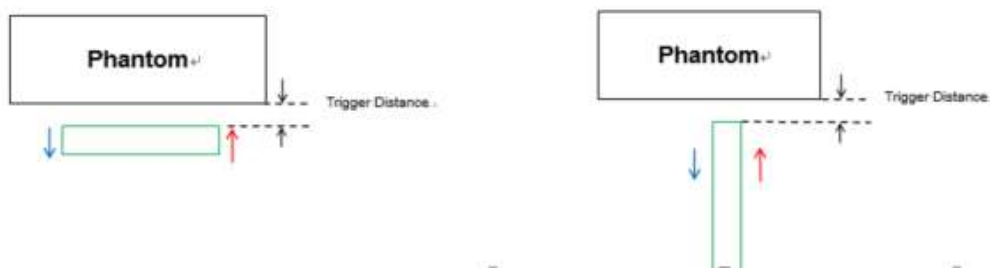 Phantom↵
Trigger Distance..
Phantom↵
Trigger Distance